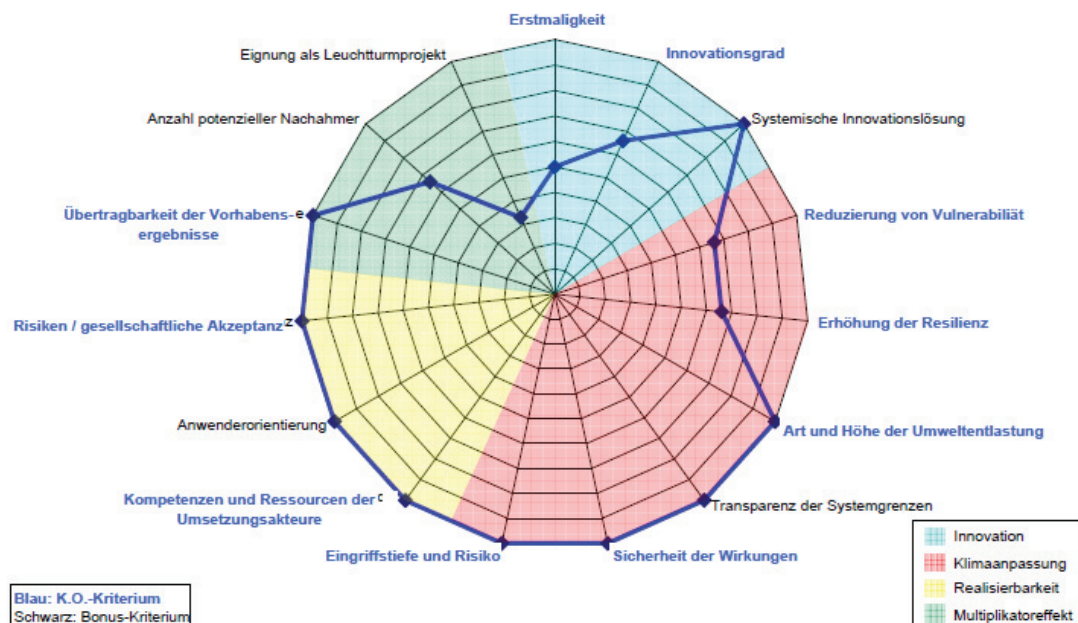 Erstmaligkeit
Innovationsgrad
Systemische Innovationslösung
Reduzierung von Vulnerabiliät
Erhöhung der Resilienz
Art und Höhe der Umweltentlastung
Transparenz der Systemgrenzen
Sicherheit der Wirkungen
Eingriffstiefe und Risiko
Kompetenzen und Ressourcen der
Umsetzungsakteure
Anwenderorientierung
Risiken / gesellschaftliche Akzeptanz
Übertragbarkeit der Vorhabens-
ergebnisse
Anzahl potenzieller Nachahmer
Eignung als Leuchtturmprojekt
Innovation
Klimaanpassung
Realisierbarkeit
Multiplikatoreffekt
Blau: K.O.-Kriterium
Schwarz: Bonus-Kriterium